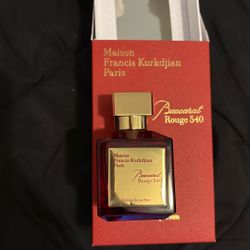 Maison
Francis Kurkdjian
Paris
Baccarat
Rouge 540
Maison
Francis Kurkdjian
Paris
Baccarat
Rouge 540
Extrait de parfum